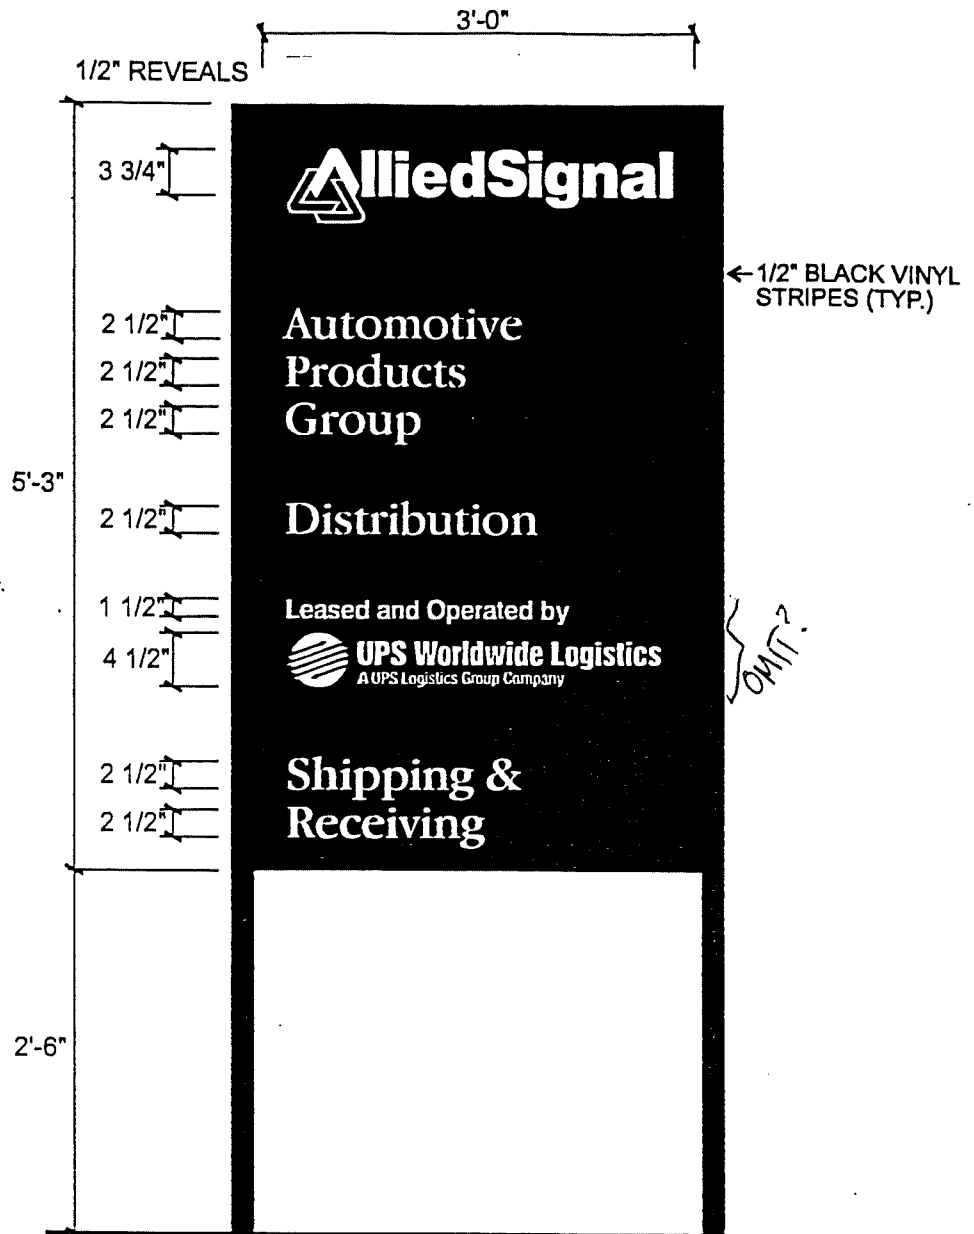 3'-0"
1/2" REVEALS
3 3/4"
AlliedSignal
1/2" BLACK VINYL
STRIPES (TYP.)
2 1/2"
Automotive
2 1/2"
Products
2 1/2"
Group
5'-3"
2 1/2"
Distribution
1 1/2"
Leased and Operated by
OMIT?
4 1/2"
UPS Worldwide Logistics
A UPS Logistics Group Company
2 1/2"
Shipping &
2 1/2"
Receiving
2'-6"